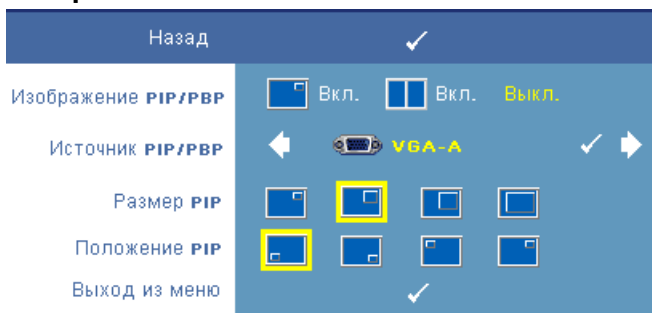 Назад
Изображение PIP/PBP Вкл. Вкл. Выкл.
Источник PIP/PBP VGA-A
Размер PIP
Положение PIP
Выход из меню